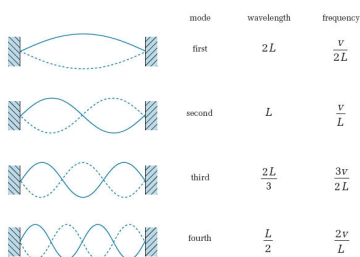 mode wavelength frequency
first 2L v/2L
second L v/L
third 2L/3 3v/2L
fourth L/2 2v/L